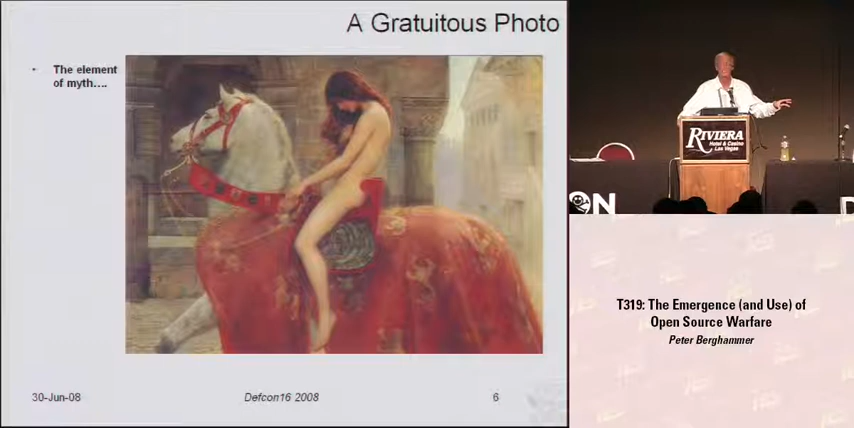 A Gratuitous Photo
• The element
of myth....
30-Jun-08
Defcon16 2008
6
RIVIERA
Hotel & Casino
Las Vegas
ON
D
T319: The Emergence (and Use) of
Open Source Warfare
Peter Berghammer